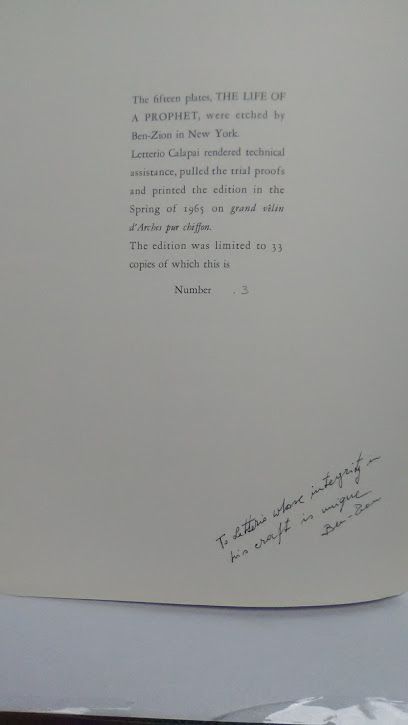 The fifteen plates, THE LIFE OF
A PROPHET, were etched by
Ben-Zion in New York.
Letterio Calapai rendered technical
assistance, pulled the trial proofs
and printed the edition in the
Spring of 1965 on grand vélin
d'Arches pur chiffon.
The edition was limited to 33
copies of which this is
Number . 3
To Letterio whose integrity in
his craft is unique
Ben-Zion